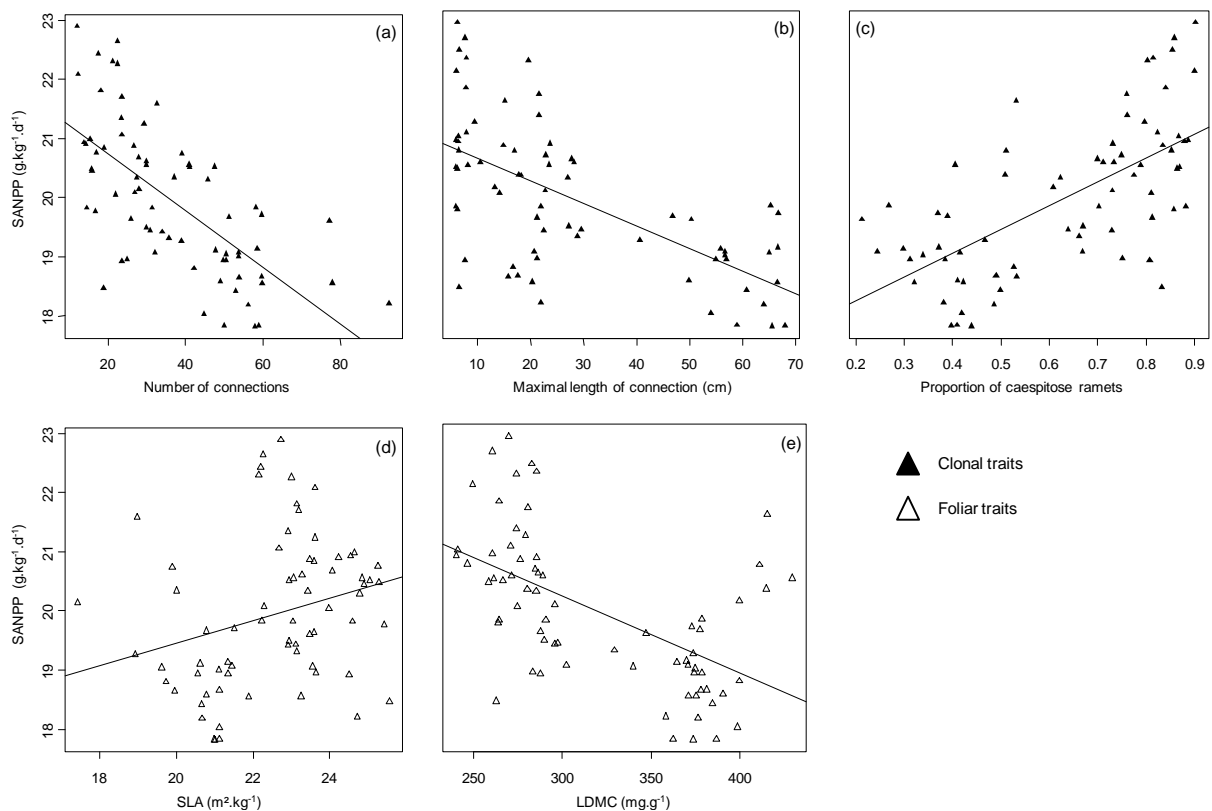 (a)
SANPP (g.kg⁻¹.d⁻¹)
23
22
21
20
19
18
20 40 60 80
Number of connections
(b)
10 20 30 40 50 60 70
Maximal length of connection (cm)
(c)
0.2 0.3 0.4 0.5 0.6 0.7 0.8 0.9
Proportion of caespitose ramets
(d)
SANPP (g.kg⁻¹.d⁻¹)
23
22
21
20
19
18
18 20 22 24
SLA (m².kg⁻¹)
(e)
250 300 350 400
LDMC (mg.g⁻¹)
Clonal traits
Foliar traits